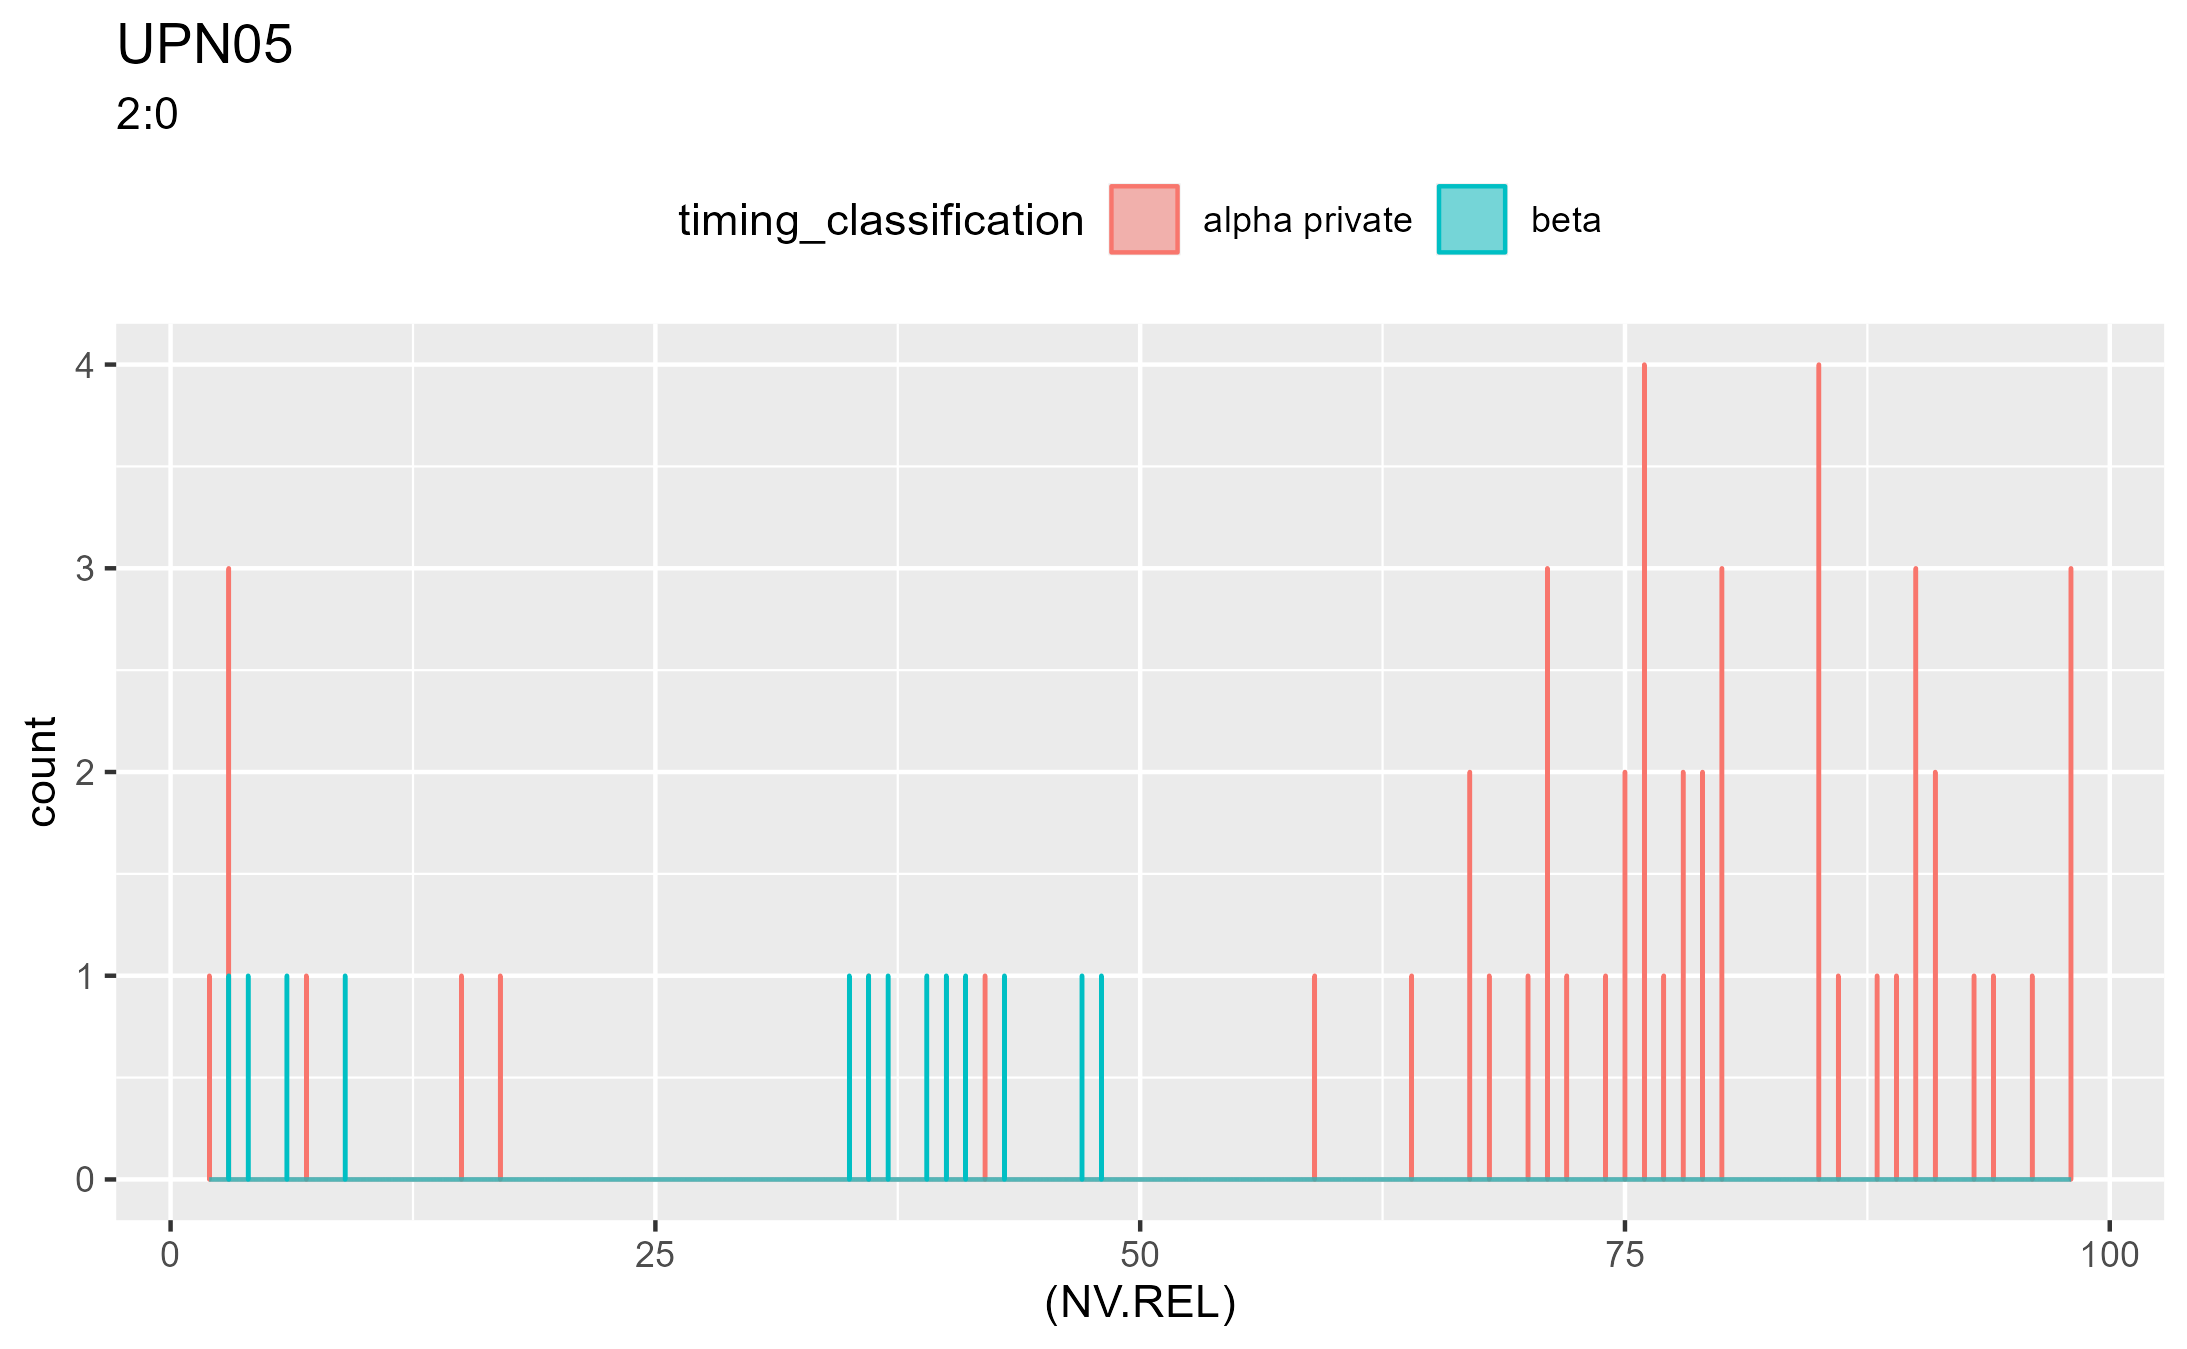 UPN05
2:0
timing_classification alpha private beta
4
3
2
1
0
count
0 25 50 75 100
(NV.REL)